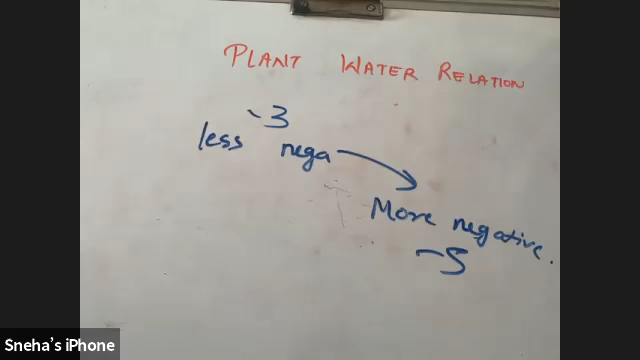 PLANT WATER RELATION
-3
less nega
More negative.
-5
Sneha's iPhone